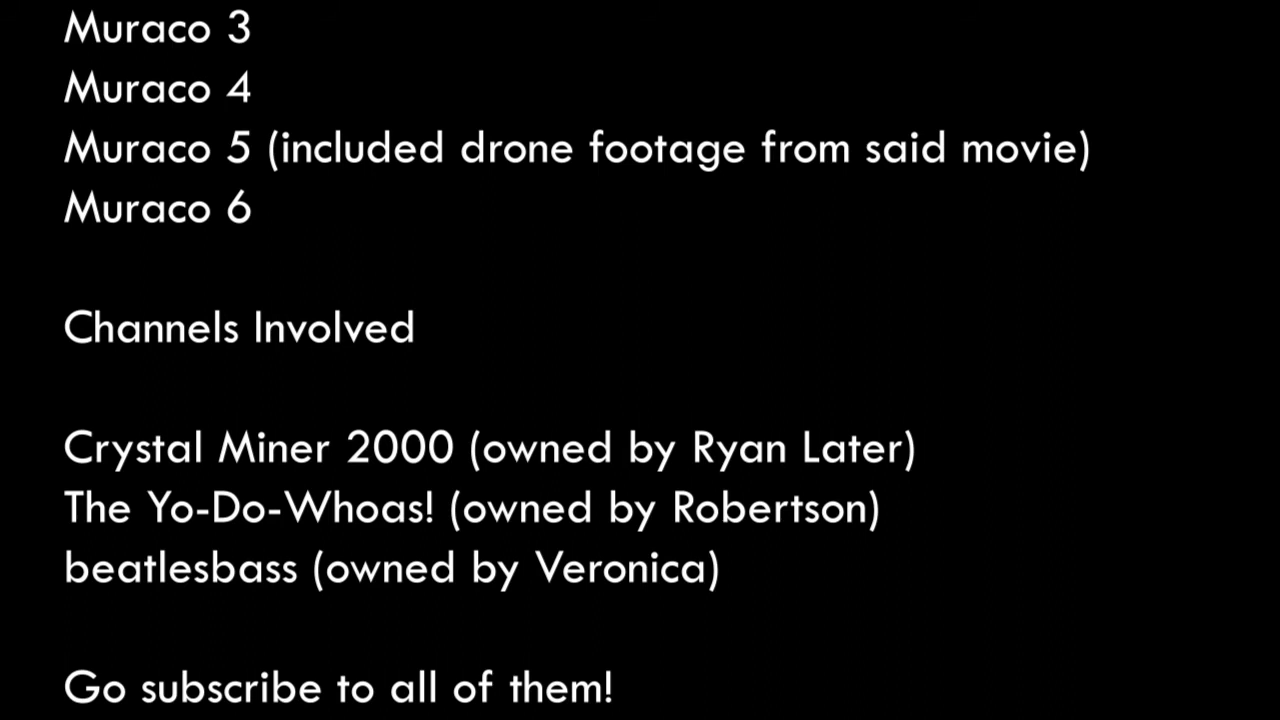 Muraco 3
Muraco 4
Muraco 5 (included drone footage from said movie)
Muraco 6
Channels Involved
Crystal Miner 2000 (owned by Ryan Later)
The Yo-Do-Whoas! (owned by Robertson)
beatlesbass (owned by Veronica)
Go subscribe to all of them!